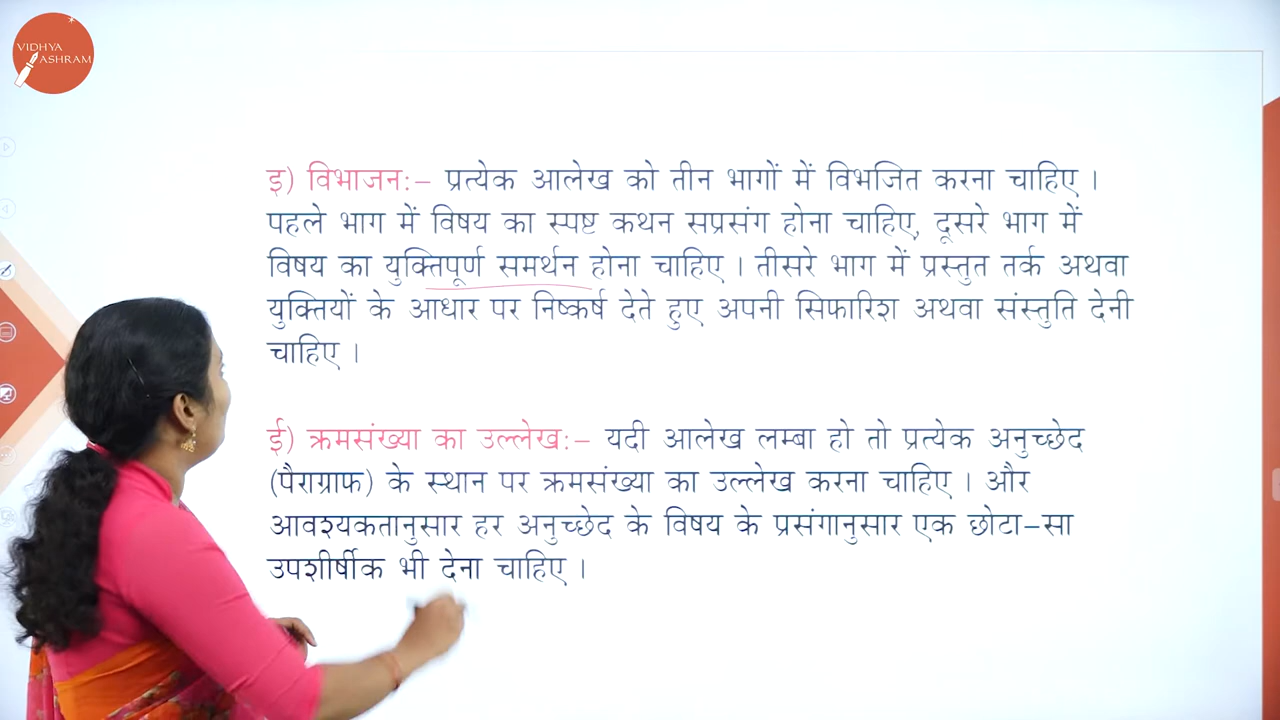 VIDHYA
ASHRAM
इ) विभाजन:– प्रत्येक आलेख को तीन भागों में विभजित करना चाहिए ।
पहले भाग में विषय का स्पष्ट कथन सप्रसंग होना चाहिए, दूसरे भाग में
विषय का युक्तिपूर्ण समर्थन होना चाहिए । तीसरे भाग में प्रस्तुत तर्क अथवा
युक्तियों के आधार पर निष्कर्ष देते हुए अपनी सिफारिश अथवा संस्तुति देनी
चाहिए ।
ई) क्रमसंख्या का उल्लेख:– यदी आलेख लम्बा हो तो प्रत्येक अनुच्छेद
(पैराग्राफ) के स्थान पर क्रमसंख्या का उल्लेख करना चाहिए । और
आवश्यकतानुसार हर अनुच्छेद के विषय के प्रसंगानुसार एक छोटा–सा
उपशीर्षीक भी देना चाहिए ।